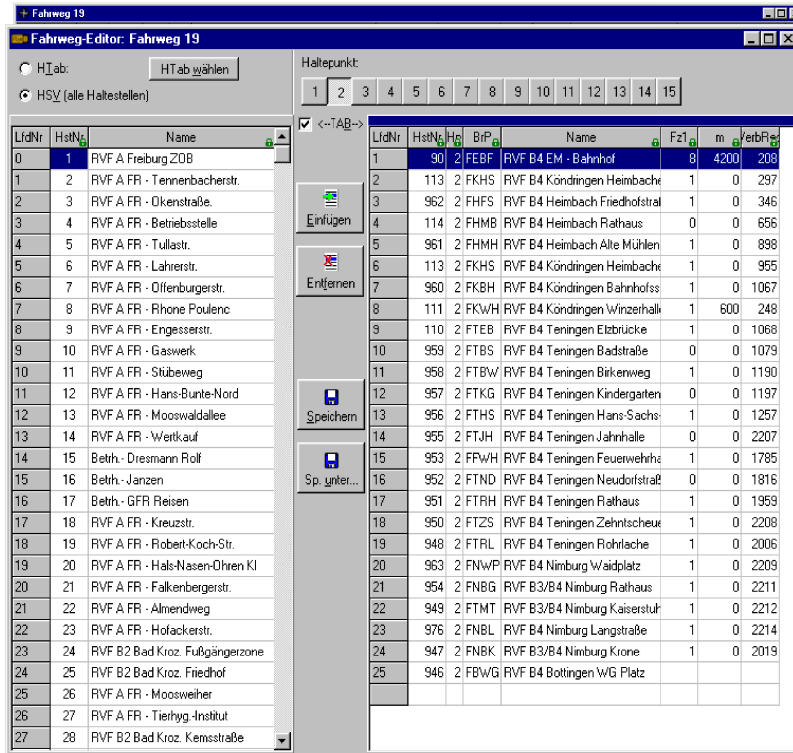 Fahrweg 19
Fahrweg-Editor: Fahrweg 19
HTab:
HTab wählen
HSV (alle Haltestellen)
Haltepunkt:
1 2 3 4 5 6 7 8 9 10 11 12 13 14 15
<--TAB-->
LfdNr HstNr Name
0 1 RVF A Freiburg ZOB
1 2 RVF A FR - Tennenbacherstr.
2 3 RVF A FR - Okenstraße.
3 4 RVF A FR - Betriebsstelle
4 5 RVF A FR - Tullastr.
5 6 RVF A FR - Lahrerstr.
6 7 RVF A FR - Offenburgerstr.
7 8 RVF A FR - Rhone Poulenc
8 9 RVF A FR - Engesserstr.
9 10 RVF A FR - Gaswerk
10 11 RVF A FR - Stübeweg
11 12 RVF A FR - Hans-Bunte-Nord
12 13 RVF A FR - Mooswaldallee
13 14 RVF A FR - Wertkauf
14 15 Betrh.- Dresmann Rolf
15 16 Betrh.- Janzen
16 17 Betrh.- GFR Reisen
17 18 RVF A FR - Kreuzstr.
18 19 RVF A FR - Robert-Koch-Str.
19 20 RVF A FR - Hals-Nasen-Ohren Kl
20 21 RVF A FR - Falkenbergerstr.
21 22 RVF A FR - Almendweg
22 23 RVF A FR - Hofackerstr.
23 24 RVF B2 Bad Kroz. Fußgängerzone
24 25 RVF B2 Bad Kroz. Friedhof
25 26 RVF A FR - Moosweiher
26 27 RVF A FR - Tierhyg.-Institut
27 28 RVF B2 Bad Kroz. Kemsstraße
Einfügen
Entfernen
Speichern
Sp. unter...
LfdNr HstNr Hp BrP Name Fz1 m VerbRec
1 90 2 FEBF RVF B4 EM - Bahnhof 8 4200 208
2 113 2 FKHS RVF B4 Köndringen Heimbache 1 0 297
3 962 2 FHFS RVF B4 Heimbach Friedhofstral 1 0 346
4 114 2 FHMB RVF B4 Heimbach Rathaus 0 0 656
5 961 2 FHMH RVF B4 Heimbach Alte Mühlen 1 0 898
6 113 2 FKHS RVF B4 Köndringen Heimbache 1 0 955
7 960 2 FKBH RVF B4 Köndringen Bahnhofss 1 0 1067
8 111 2 FKWH RVF B4 Köndringen Winzerhall 1 600 248
9 110 2 FTEB RVF B4 Teningen Elzbrücke 1 0 1068
10 959 2 FTBS RVF B4 Teningen Badstraße 0 0 1079
11 958 2 FTBW RVF B4 Teningen Birkenweg 1 0 1190
12 957 2 FTKG RVF B4 Teningen Kindergarten 0 0 1197
13 956 2 FTHS RVF B4 Teningen Hans-Sachs- 1 0 1257
14 955 2 FTJH RVF B4 Teningen Jahnhalle 0 0 2207
15 953 2 FFWH RVF B4 Teningen Feuerwehrha 1 0 1785
16 952 2 FTND RVF B4 Teningen Neudorfstraß 0 0 1816
17 951 2 FTRH RVF B4 Teningen Rathaus 1 0 1959
18 950 2 FTZS RVF B4 Teningen Zehntscheue 1 0 2208
19 948 2 FTRL RVF B4 Teningen Rohrlache 1 0 2006
20 963 2 FNWP RVF B4 Nimburg Waidplatz 1 0 2209
21 954 2 FNBG RVF B3/B4 Nimburg Rathaus 1 0 2211
22 949 2 FTMT RVF B3/B4 Nimburg Kaiserstuh 1 0 2212
23 976 2 FNBL RVF B4 Nimburg Langstraße 1 0 2214
24 947 2 FNBK RVF B3/B4 Nimburg Krone 1 0 2019
25 946 2 FBWG RVF B4 Bottingen WG Platz